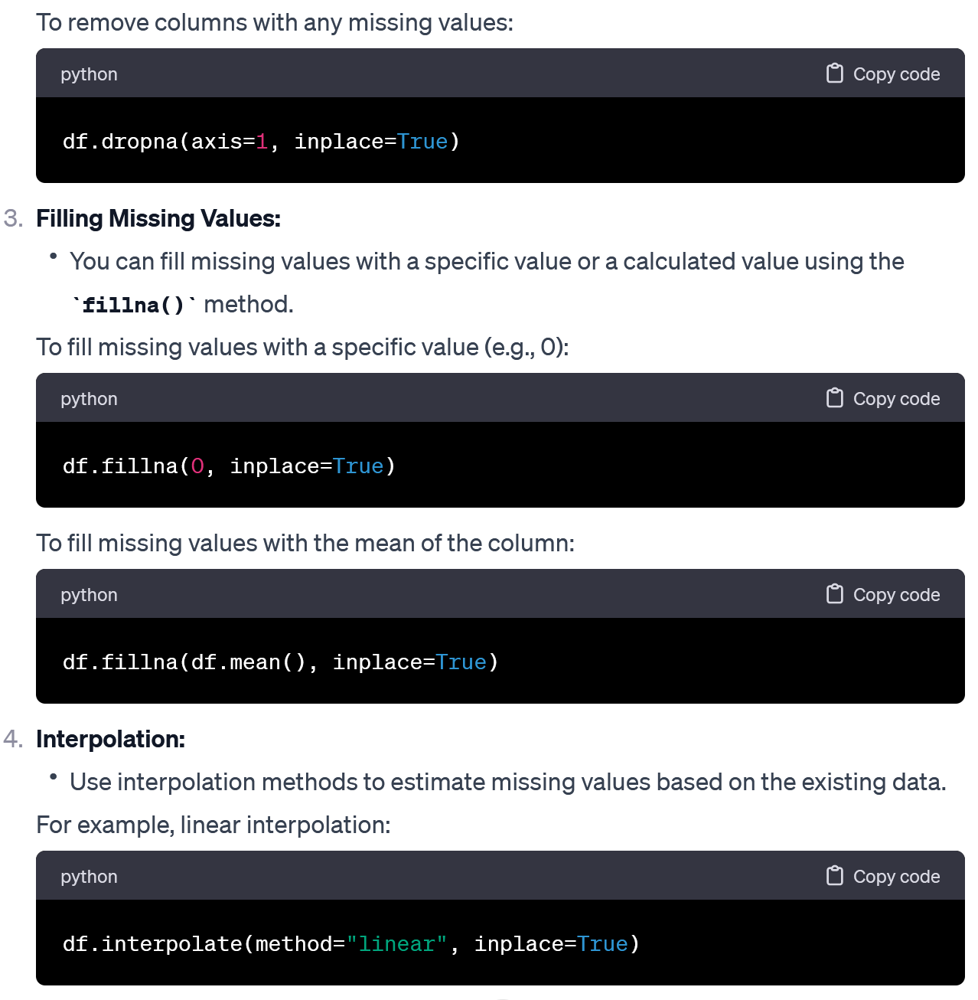 To remove columns with any missing values:
python
Copy code
df.dropna(axis=1, inplace=True)
3. Filling Missing Values:
• You can fill missing values with a specific value or a calculated value using the
`fillna()` method.
To fill missing values with a specific value (e.g., 0):
python
Copy code
df.fillna(0, inplace=True)
To fill missing values with the mean of the column:
python
Copy code
df.fillna(df.mean(), inplace=True)
4. Interpolation:
• Use interpolation methods to estimate missing values based on the existing data.
For example, linear interpolation:
python
Copy code
df.interpolate(method="linear", inplace=True)